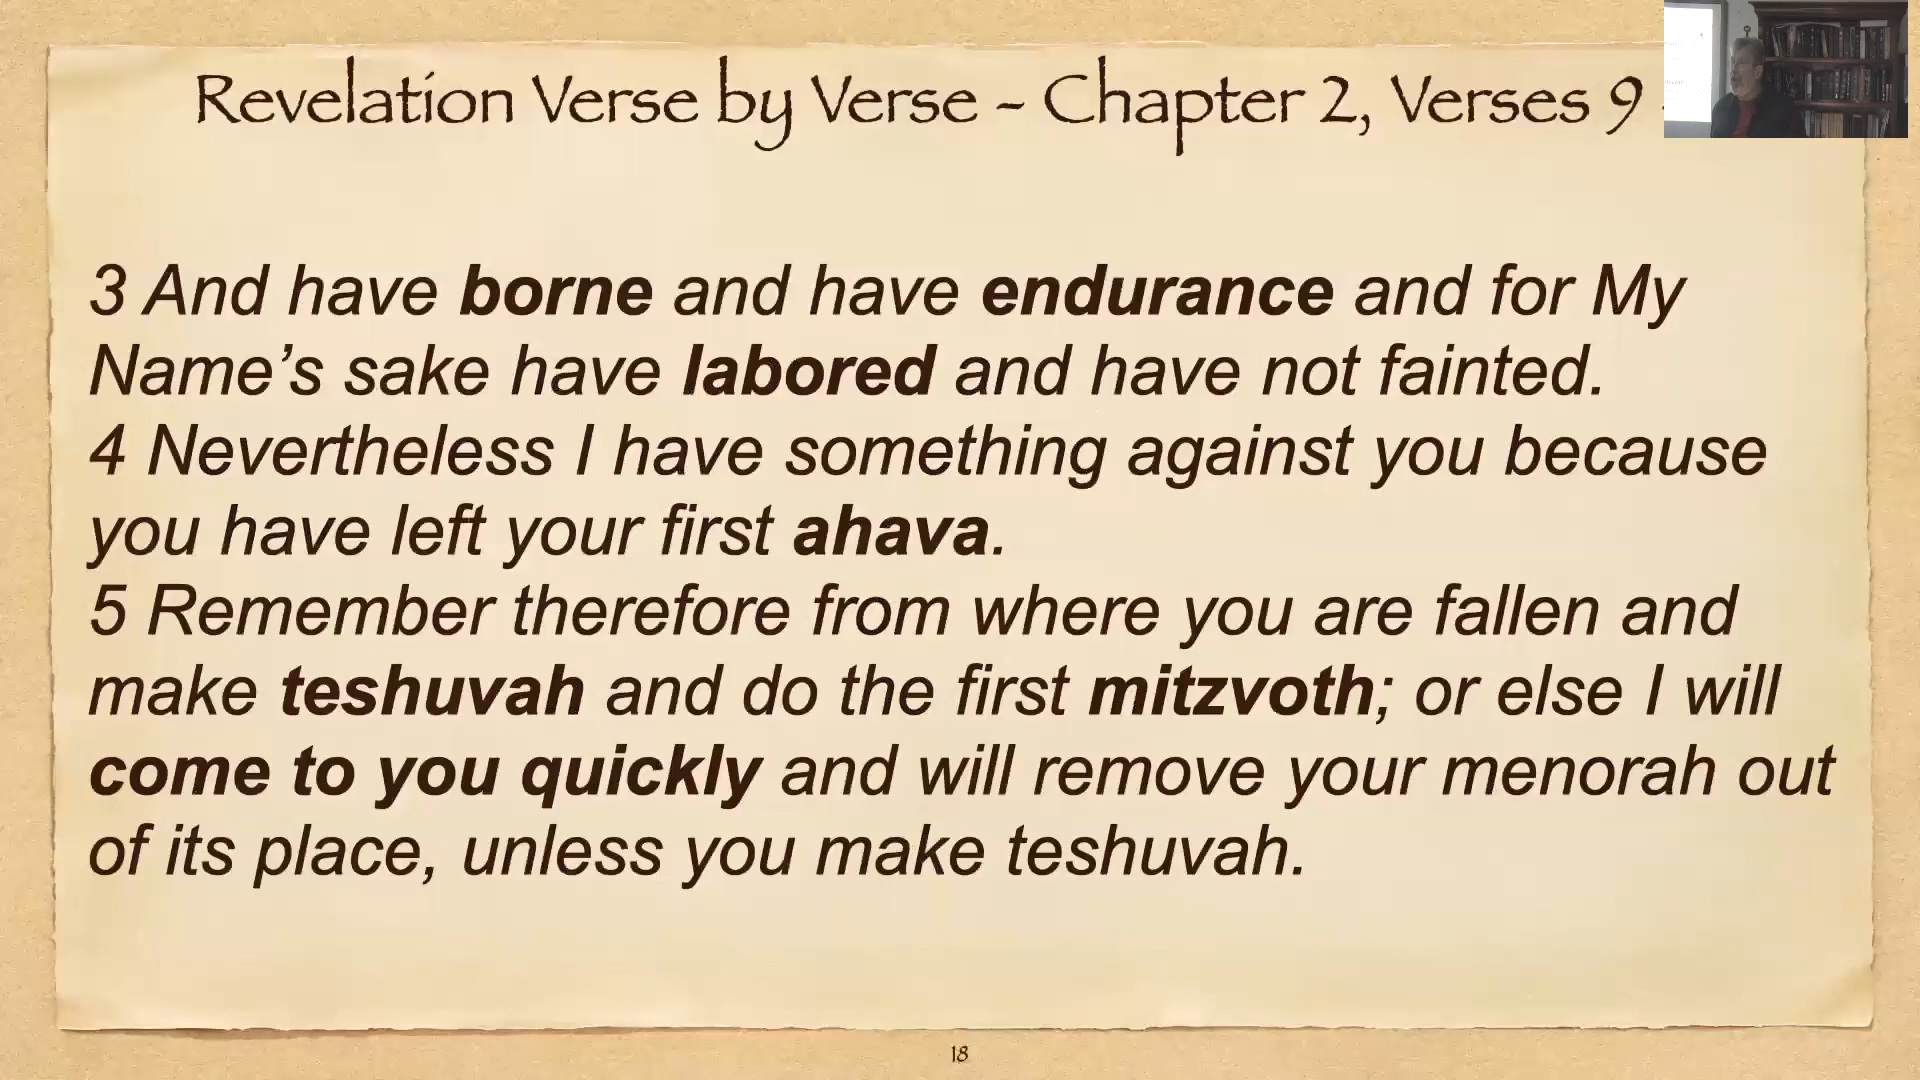 Revelation Verse by Verse - Chapter 2, Verses 9
3 And have borne and have endurance and for My
Name’s sake have labored and have not fainted.
4 Nevertheless I have something against you because
you have left your first ahava.
5 Remember therefore from where you are fallen and
make teshuvah and do the first mitzvoth; or else I will
come to you quickly and will remove your menorah out
of its place, unless you make teshuvah.
18